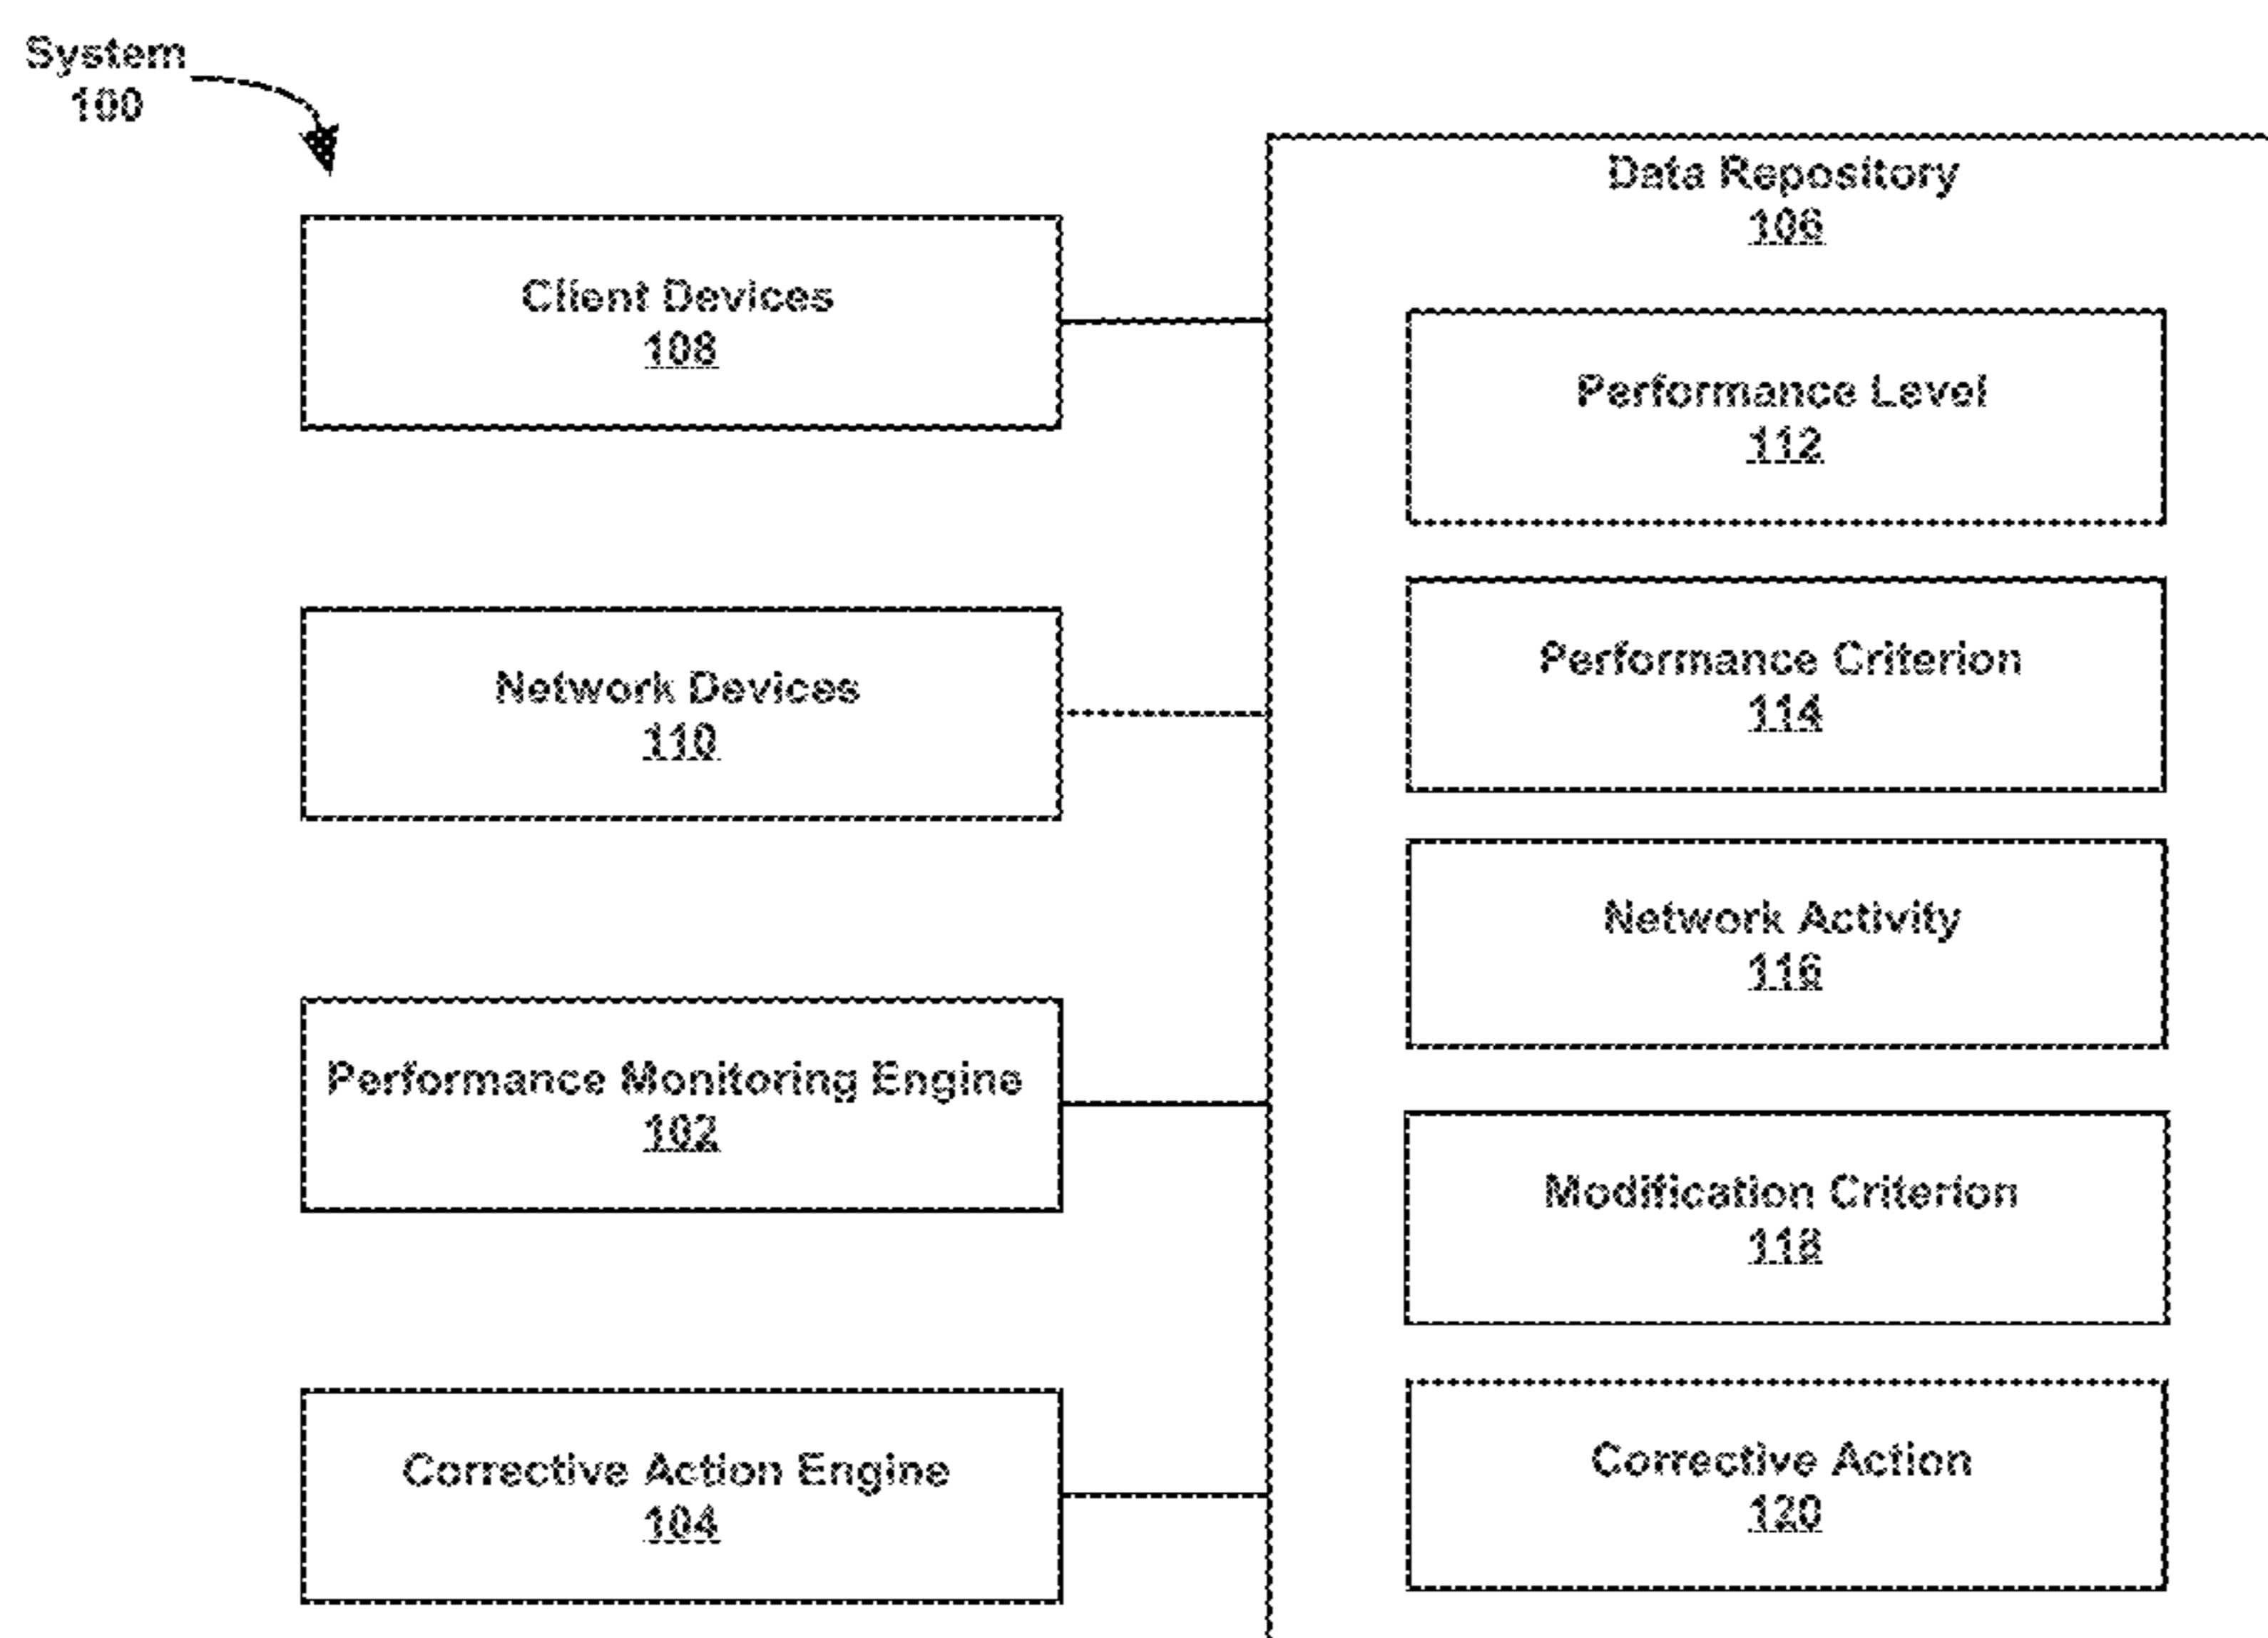 System
100
Data Repository
106
Client Devices
108
Performance Level
112
Performance Criterion
114
Network Devices
110
Network Activity
116
Performance Monitoring Engine
102
Modification Criterion
118
Corrective Action Engine
104
Corrective Action
120